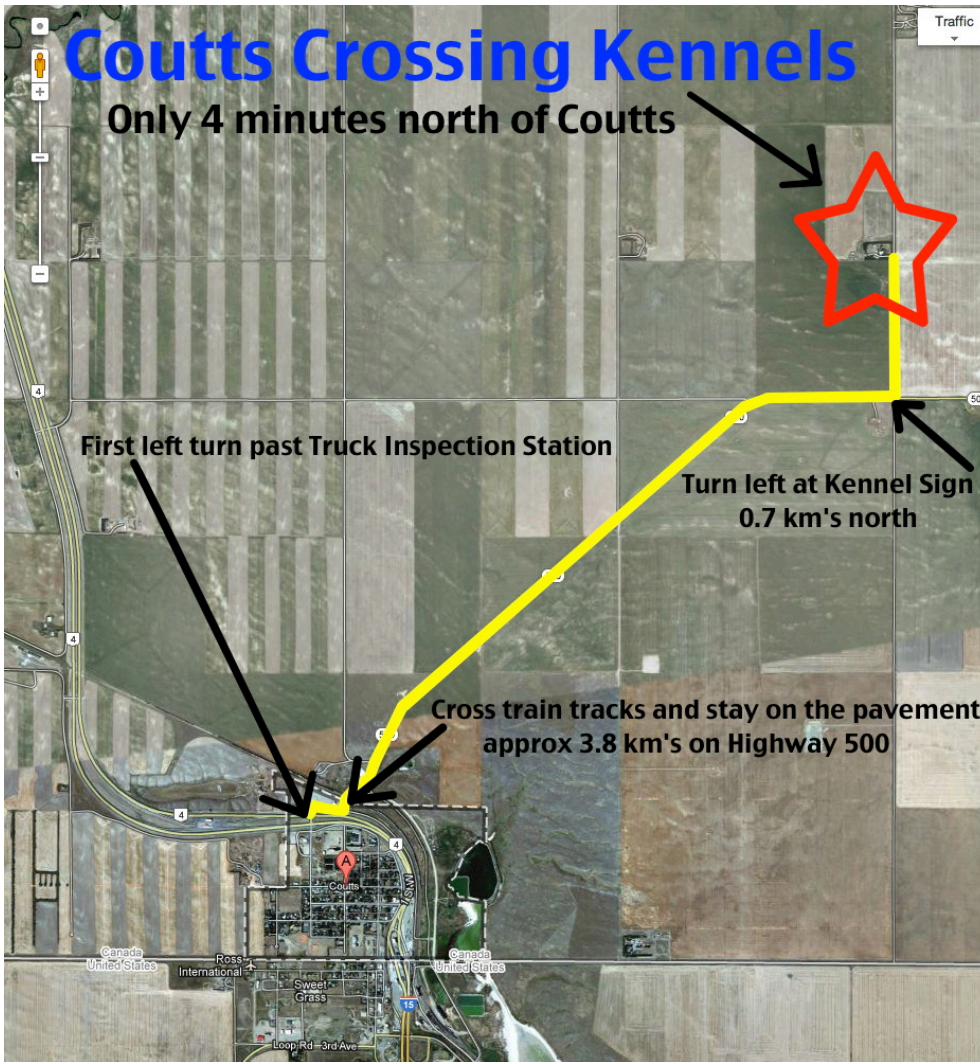 Traffic
Coutts Crossing Kennels
Only 4 minutes north of Coutts
4
First left turn past Truck Inspection Station
Turn left at Kennel Sign
0.7 km's north
4
Cross train tracks and stay on the pavement
approx 3.8 km's on Highway 500
4
4
A
Coutts
Canada
United States
Ross
International
Canada
United States
Sweet
Grass
15
Loop Rd
3rd Ave